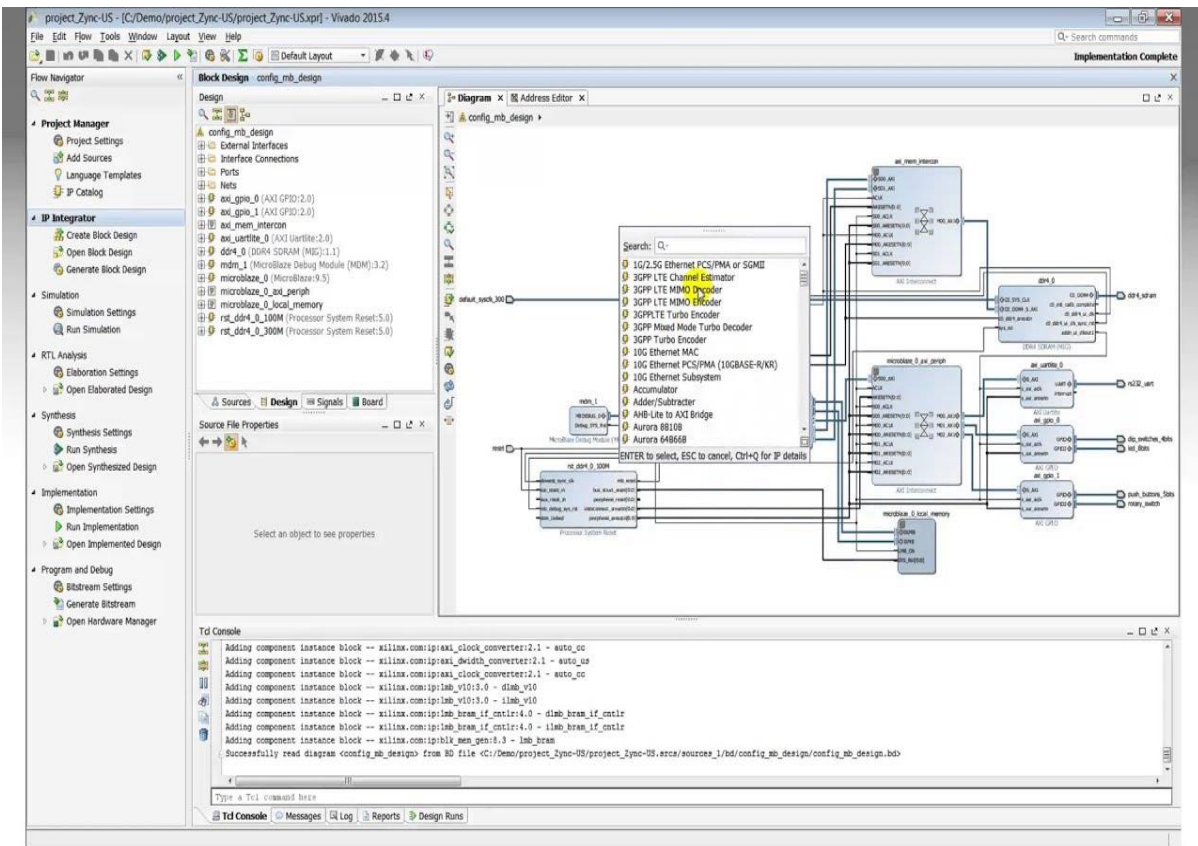 project_Zync-US - [C:/Demo/project_Zync-US/project_Zync-US.xpr] - Vivado 2015.4
File Edit Flow Tools Window Layout View Help
Search commands
Default Layout
Implementation Complete
Flow Navigator
Project Manager
Project Settings
Add Sources
Language Templates
IP Catalog
IP Integrator
Create Block Design
Open Block Design
Generate Block Design
Simulation
Simulation Settings
Run Simulation
RTL Analysis
Elaboration Settings
Open Elaborated Design
Synthesis
Synthesis Settings
Run Synthesis
Open Synthesized Design
Implementation
Implementation Settings
Run Implementation
Open Implemented Design
Program and Debug
Bitstream Settings
Generate Bitstream
Open Hardware Manager
Block Design config_mb_design
Design
config_mb_design
External Interfaces
Interface Connections
Ports
Nets
axi_gpio_0 (AXI GPIO:2.0)
axi_gpio_1 (AXI GPIO:2.0)
axi_mem_intercon
axi_uartlite_0 (AXI Uartlite:2.0)
ddr4_0 (DDR4 SDRAM (MIG):1.1)
mdm_1 (MicroBlaze Debug Module (MDM):3.2)
microblaze_0 (MicroBlaze:9.5)
microblaze_0_axi_periph
microblaze_0_local_memory
rst_ddr4_0_100M (Processor System Reset:5.0)
rst_ddr4_0_300M (Processor System Reset:5.0)
Sources Design Signals Board
Source File Properties
Select an object to see properties
Diagram Address Editor
config_mb_design
default_sysclk_300
reset
mdm_1
MicroBlaze Debug Module
rst_ddr4_0_100M
Processor System Reset
Search:
1G/2.5G Ethernet PCS/PMA or SGMII
3GPP LTE Channel Estimator
3GPP LTE MIMO Decoder
3GPP LTE MIMO Encoder
3GPPLTE Turbo Encoder
3GPP Mixed Mode Turbo Decoder
3GPP Turbo Encoder
10G Ethernet MAC
10G Ethernet PCS/PMA (10GBASE-R/KR)
10G Ethernet Subsystem
Accumulator
Adder/Subtracter
AHB-Lite to AXI Bridge
Aurora 8B10B
Aurora 64B66B
ENTER to select, ESC to cancel, Ctrl+Q for IP details
axi_mem_intercon
AXI Interconnect
ddr4_0
DDR4 SDRAM (MIG)
ddr4_sdram
microblaze_0_axi_periph
AXI Interconnect
axi_uartlite_0
AXI Uartlite
rs232_uart
axi_gpio_0
AXI GPIO
dip_switches_4bits
led_8bits
axi_gpio_1
AXI GPIO
push_buttons_5bits
rotary_switch
microblaze_0_local_memory
Tcl Console
Adding component instance block -- xilinx.com:ip:axi_clock_converter:2.1 - auto_cc
Adding component instance block -- xilinx.com:ip:axi_dwidth_converter:2.1 - auto_us
Adding component instance block -- xilinx.com:ip:axi_clock_converter:2.1 - auto_cc
Adding component instance block -- xilinx.com:ip:lmb_v10:3.0 - dlmb_v10
Adding component instance block -- xilinx.com:ip:lmb_v10:3.0 - ilmb_v10
Adding component instance block -- xilinx.com:ip:lmb_bram_if_cntlr:4.0 - dlmb_bram_if_cntlr
Adding component instance block -- xilinx.com:ip:lmb_bram_if_cntlr:4.0 - ilmb_bram_if_cntlr
Adding component instance block -- xilinx.com:ip:blk_mem_gen:8.3 - lmb_bram
Successfully read diagram <config_mb_design> from BD file <C:/Demo/project_Zync-US/project_Zync-US.srcs/sources_1/bd/config_mb_design/config_mb_design.bd>
Type a Tcl command here
Tcl Console Messages Log Reports Design Runs